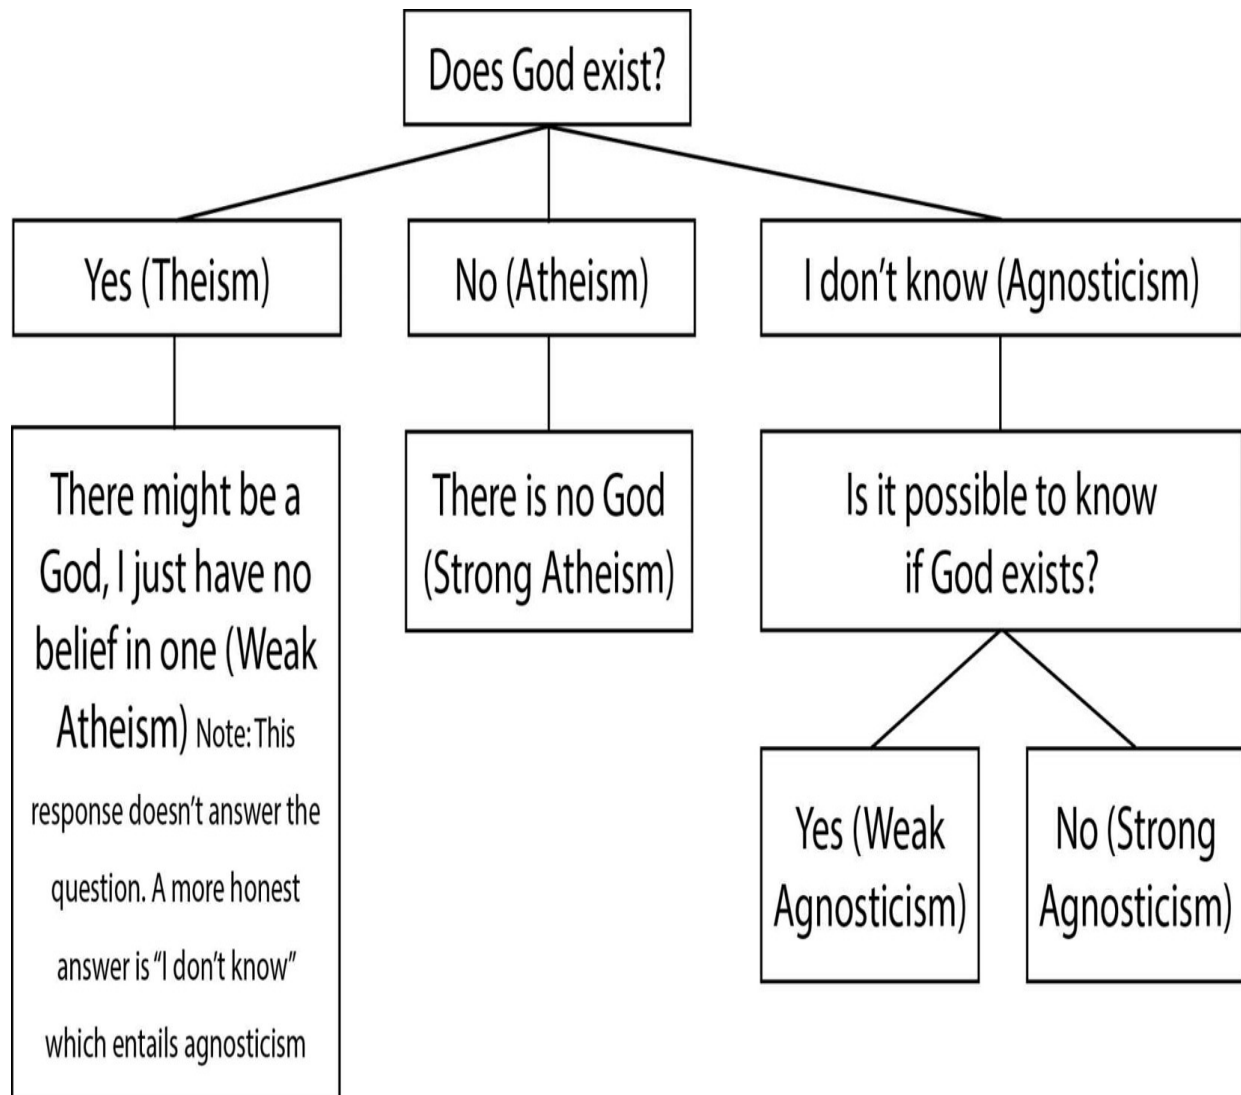 Does God exist?
Yes (Theism)
No (Atheism)
I don't know (Agnosticism)
There might be a
God, I just have no
belief in one (Weak
Atheism) Note: This
response doesn't answer the
question. A more honest
answer is “I don't know”
which entails agnosticism
There is no God
(Strong Atheism)
Is it possible to know
if God exists?
Yes (Weak
Agnosticism)
No (Strong
Agnosticism)